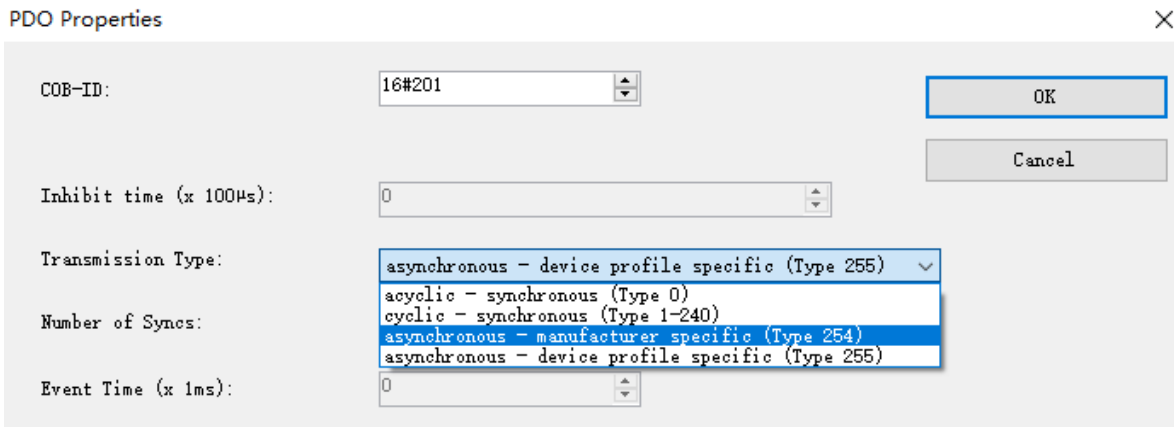 PDO Properties
COB-ID:
16#201
OK
Cancel
Inhibit time (x 100μs):
0
Transmission Type:
asynchronous - device profile specific (Type 255)
acyclic - synchronous (Type 0)
cyclic - synchronous (Type 1-240)
Number of Syncs:
asynchronous - manufacturer specific (Type 254)
asynchronous - device profile specific (Type 255)
Event Time (x 1ms):
0